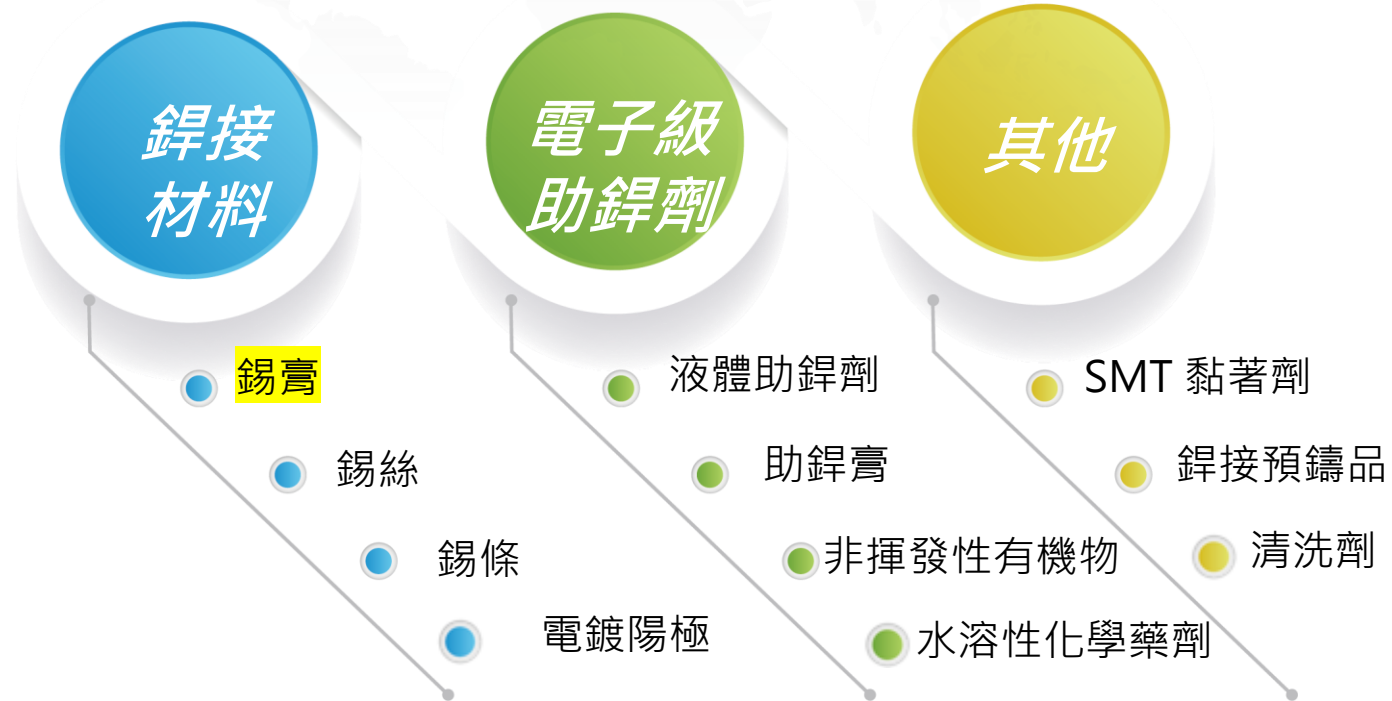 銲接
材料
錫膏
錫絲
錫條
電鍍陽極
電子級
助銲劑
液體助銲劑
助銲膏
非揮發性有機物
水溶性化學藥劑
其他
SMT 黏著劑
銲接預鑄品
清洗劑